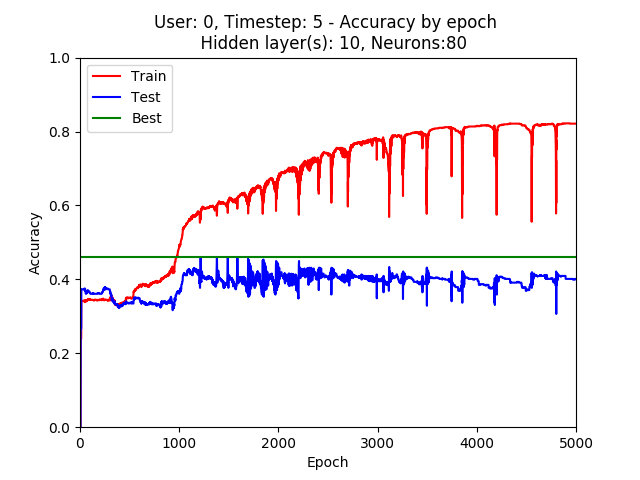 User: 0, Timestep: 5 - Accuracy by epoch
Hidden layer(s): 10, Neurons:80
1.0
Train
Test
Best
0.8
0.6
Accuracy
0.4
0.2
0.0
0 1000 2000 3000 4000 5000
Epoch